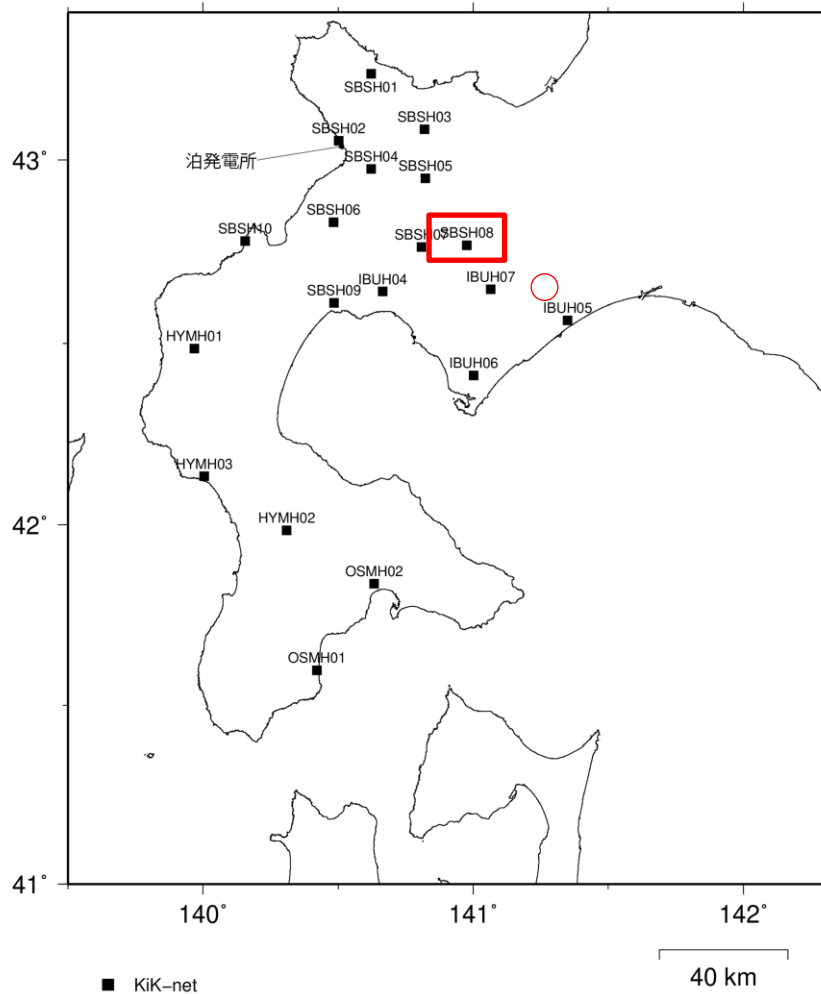 SBSH01
SBSH03
SBSH02
泊発電所
43°
SBSH04
SBSH05
SBSH06
SBSH10
SBSH07
SBSH08
IBUH04
IBUH07
SBSH09
IBUH05
HYMH01
IBUH06
HYMH03
42°
HYMH02
OSMH02
OSMH01
41°
140°
141°
142°
40 km
KiK−net